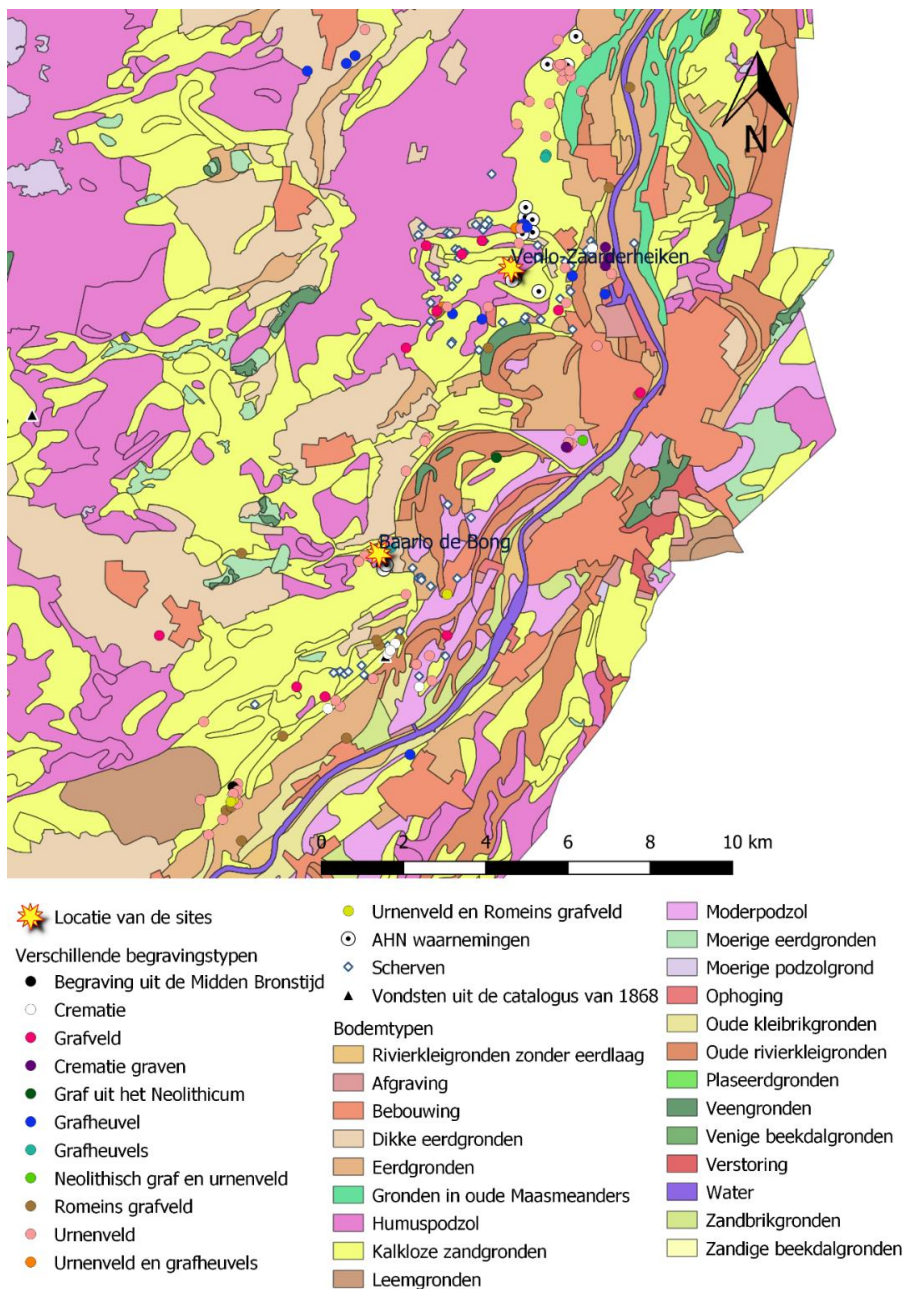 N
Venlo-Zaarderheiken
Baarlo de Bong
0 2 4 6 8 10 km
Locatie van de sites
Verschillende begravingstypen
Begraving uit de Midden Bronstijd
Crematie
Grafveld
Crematie graven
Graf uit het Neolithicum
Grafheuvel
Grafheuvels
Neolithisch graf en urnenveld
Romeins grafveld
Urnenveld
Urnenveld en grafheuvels
Urnenveld en Romeins grafveld
AHN waarnemingen
Scherven
Vondsten uit de catalogus van 1868
Bodemtypen
Rivierkleigronden zonder eerdlaag
Afgraving
Bebouwing
Dikke eerdgronden
Eerdgronden
Gronden in oude Maasmeanders
Humuspodzol
Kalkloze zandgronden
Leemgronden
Moderpodzol
Moerige eerdgronden
Moerige podzolgrond
Ophoging
Oude kleibrikgronden
Oude rivierkleigronden
Plaseerdgronden
Veengronden
Venige beekdalgronden
Verstoring
Water
Zandbrikgronden
Zandige beekdalgronden